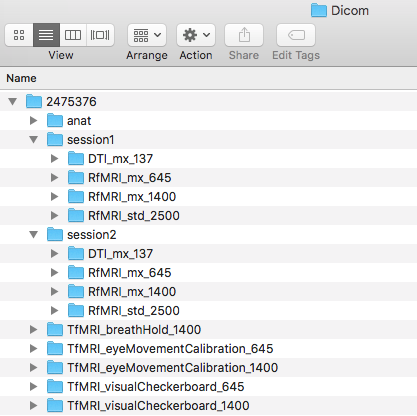 Dicom
View Arrange Action Share Edit Tags
Name
2475376
anat
session1
DTI_mx_137
RfMRI_mx_645
RfMRI_mx_1400
RfMRI_std_2500
session2
DTI_mx_137
RfMRI_mx_645
RfMRI_mx_1400
RfMRI_std_2500
TfMRI_breathHold_1400
TfMRI_eyeMovementCalibration_645
TfMRI_eyeMovementCalibration_1400
TfMRI_visualCheckerboard_645
TfMRI_visualCheckerboard_1400